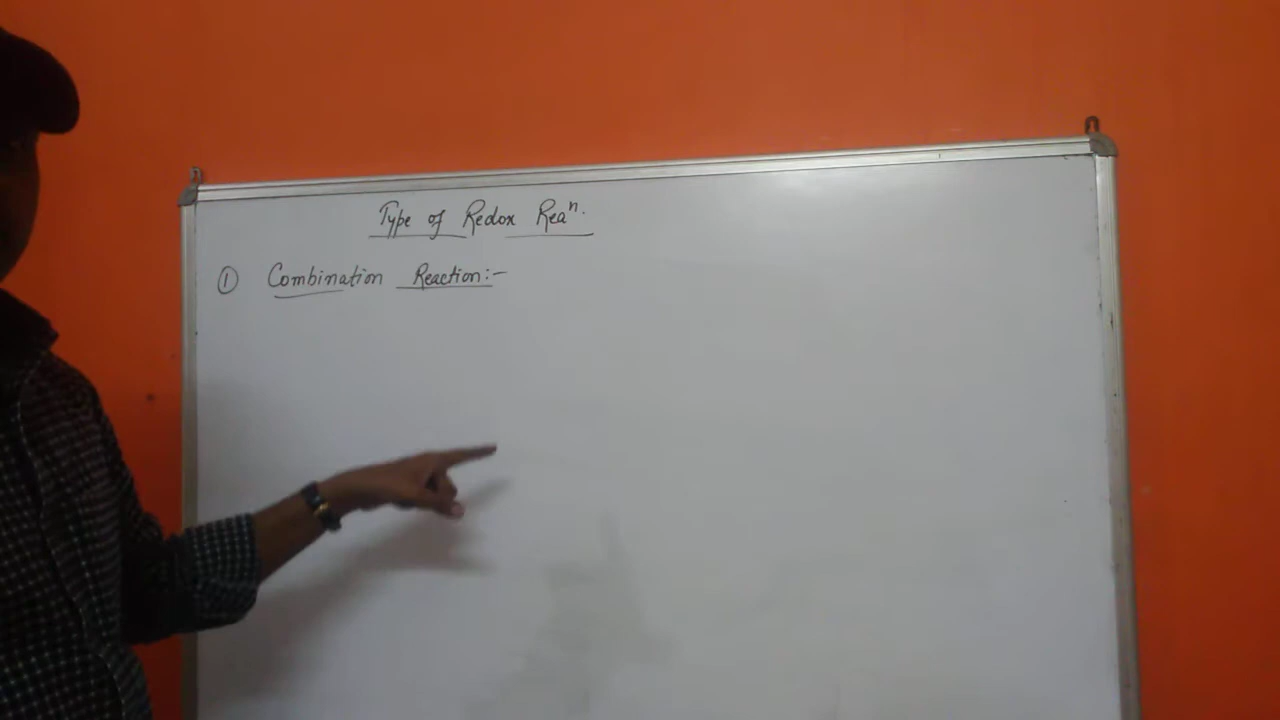 Type of Redox Reaⁿ.
① Combination Reaction:-